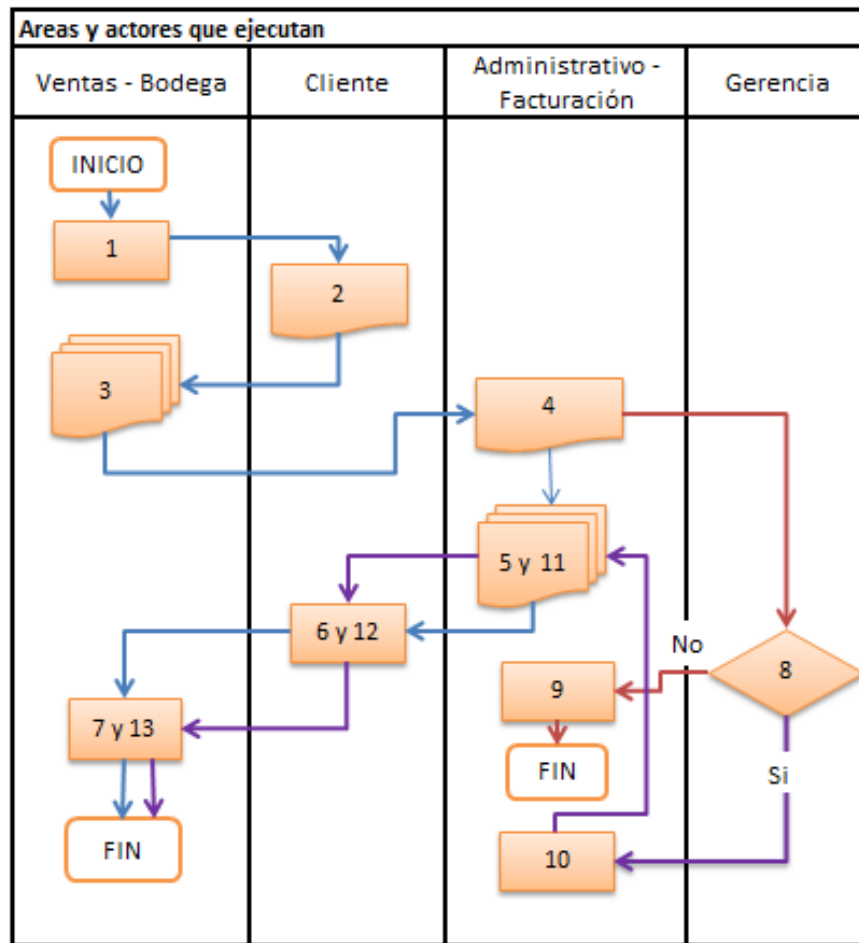 Areas y actores que ejecutan
Ventas - Bodega
Cliente
Administrativo -
Facturación
Gerencia
INICIO
1
2
3
4
5 y 11
6 y 12
No
8
9
7 y 13
FIN
Si
FIN
10